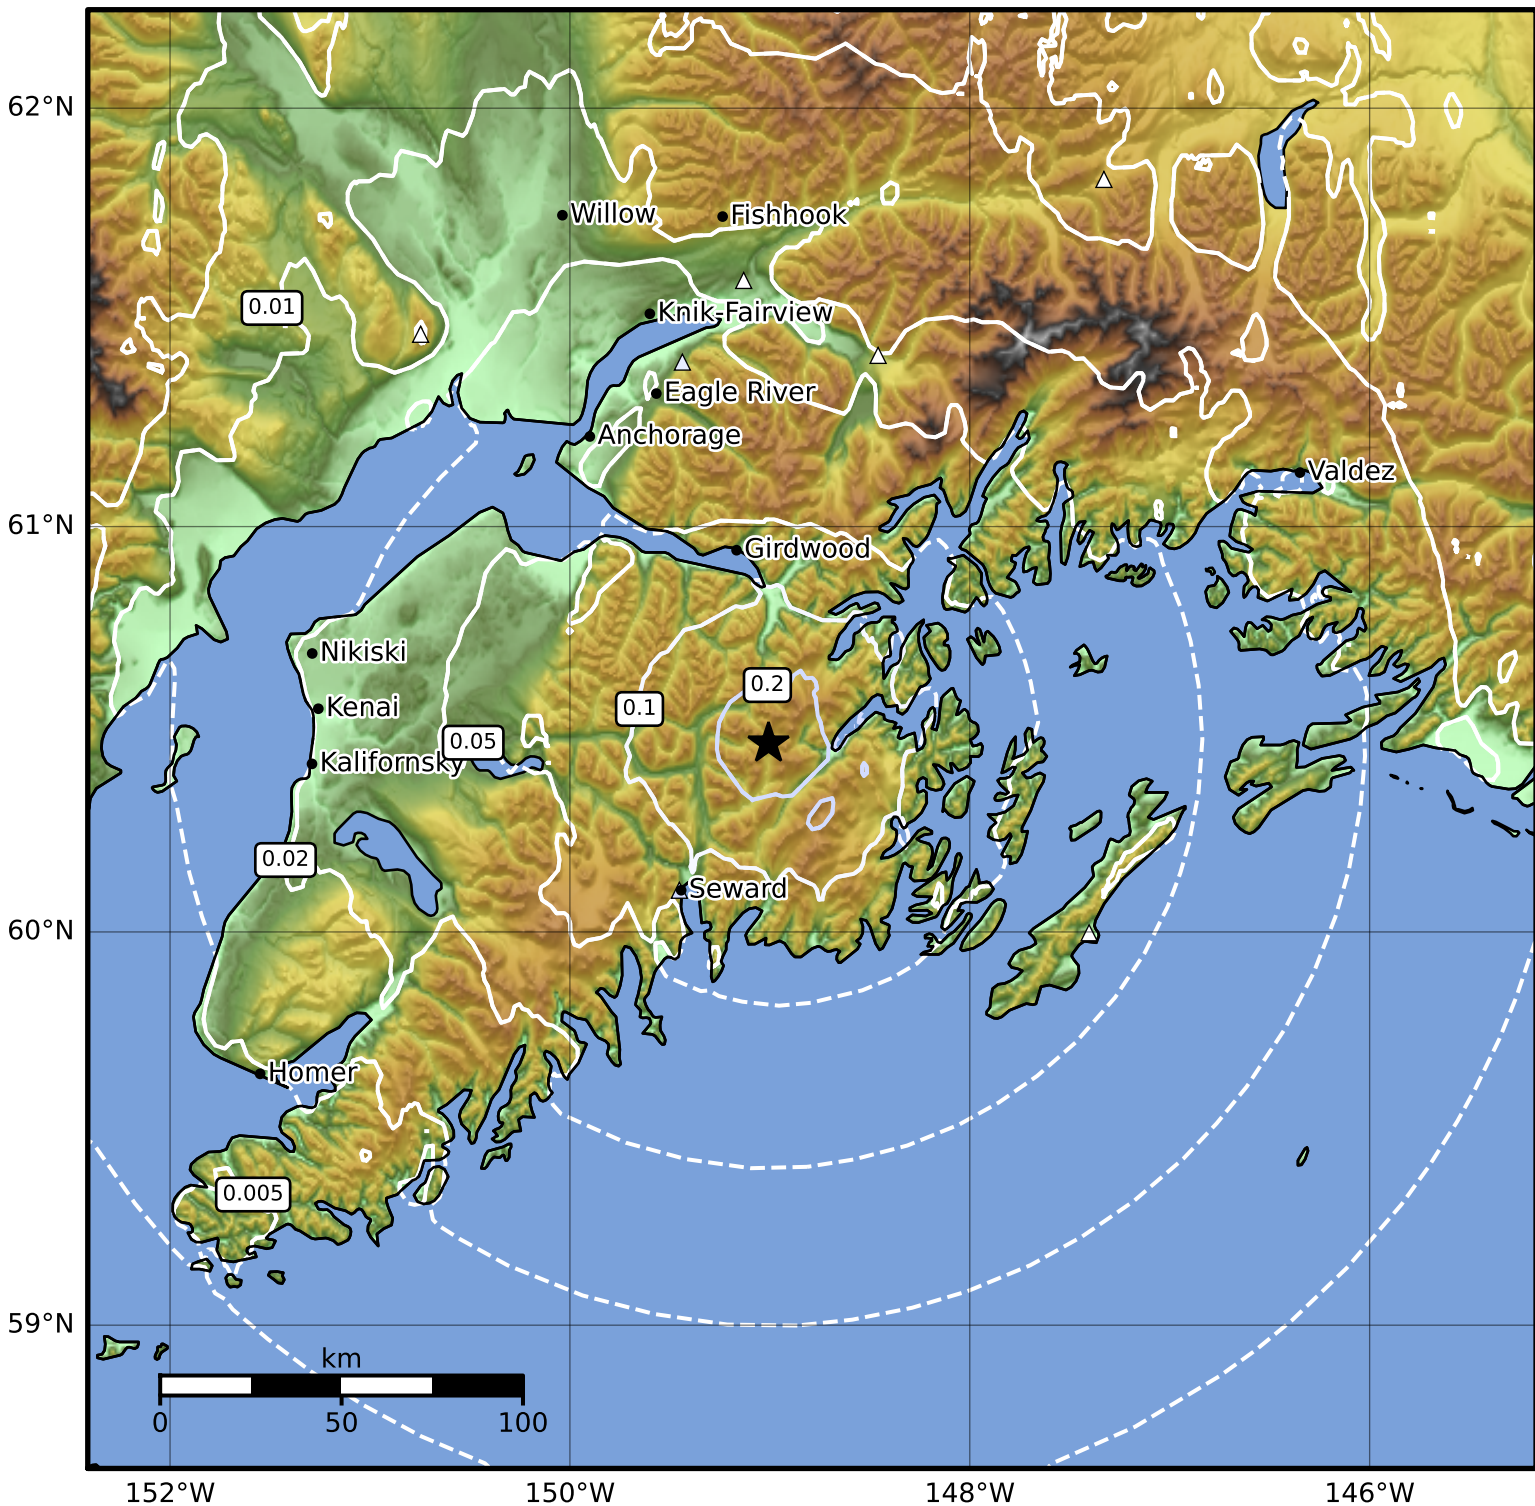 62°N
Willow
Fishhook
0.01
Knik-Fairview
Eagle River
Anchorage
Valdez
61°N
Girdwood
Nikiski
0.2
Kenai
0.1
0.05
Kalifornsky
0.02
Seward
60°N
Homer
0.005
59°N
km
0 50 100
152°W 150°W 148°W 146°W